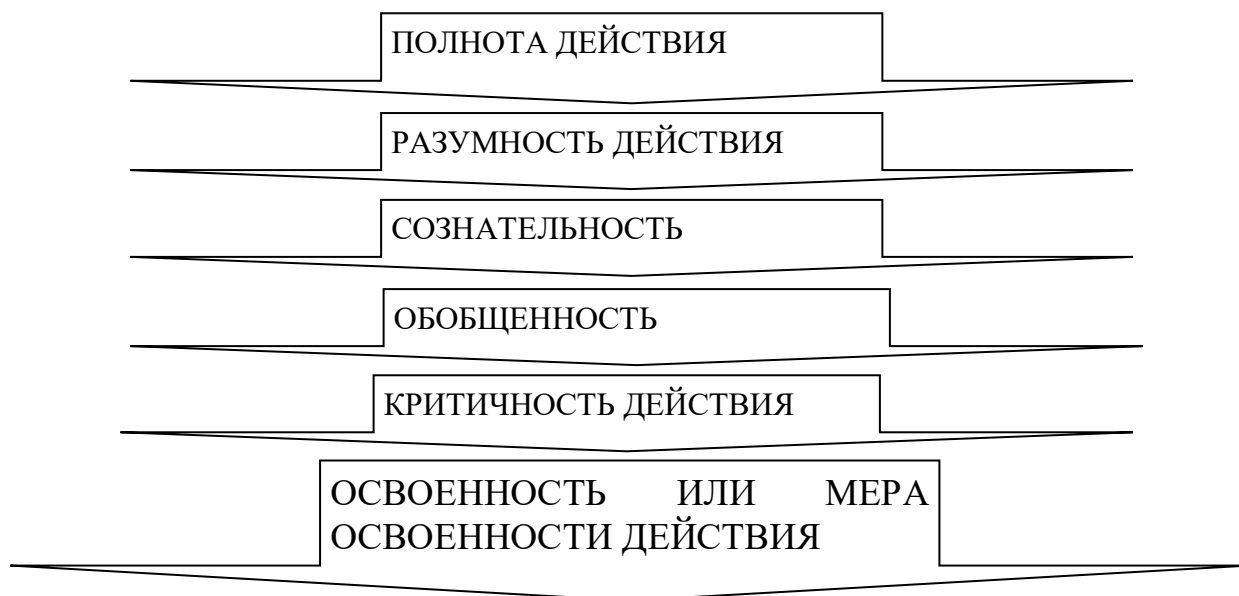 ПОЛНОТА ДЕЙСТВИЯ
РАЗУМНОСТЬ ДЕЙСТВИЯ
СОЗНАТЕЛЬНОСТЬ
ОБОБЩЕННОСТЬ
КРИТИЧНОСТЬ ДЕЙСТВИЯ
ОСВОЕННОСТЬ ИЛИ МЕРА
ОСВОЕННОСТИ ДЕЙСТВИЯ